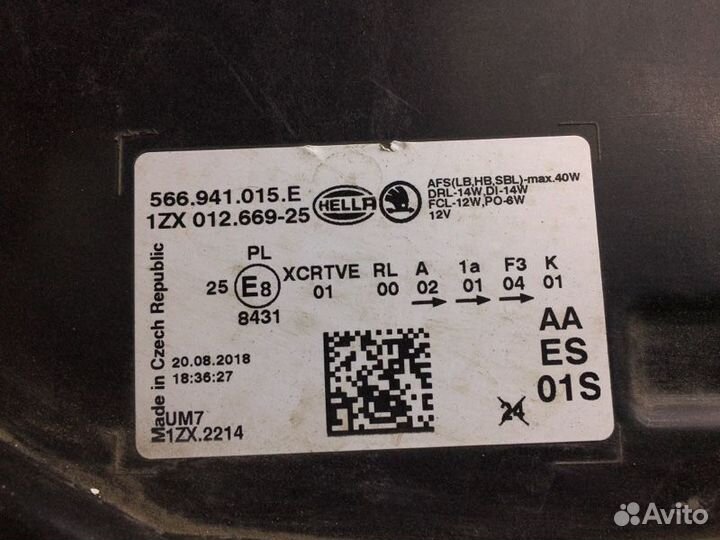 566.941.015.E
1ZX 012.669-25
HELLA
AFS(LB,HB,SBL)-max.40W
DRL-14W,DI-14W
FCL-12W,PO-6W
12V
PL
25 E8 XCRTVE RL A 1a F3 K
01 00 02 01 04 01
8431
Made in Czech Republic
20.08.2018
18:36:27
UM7
1ZX.2214
AA
ES
01S
24
Avito